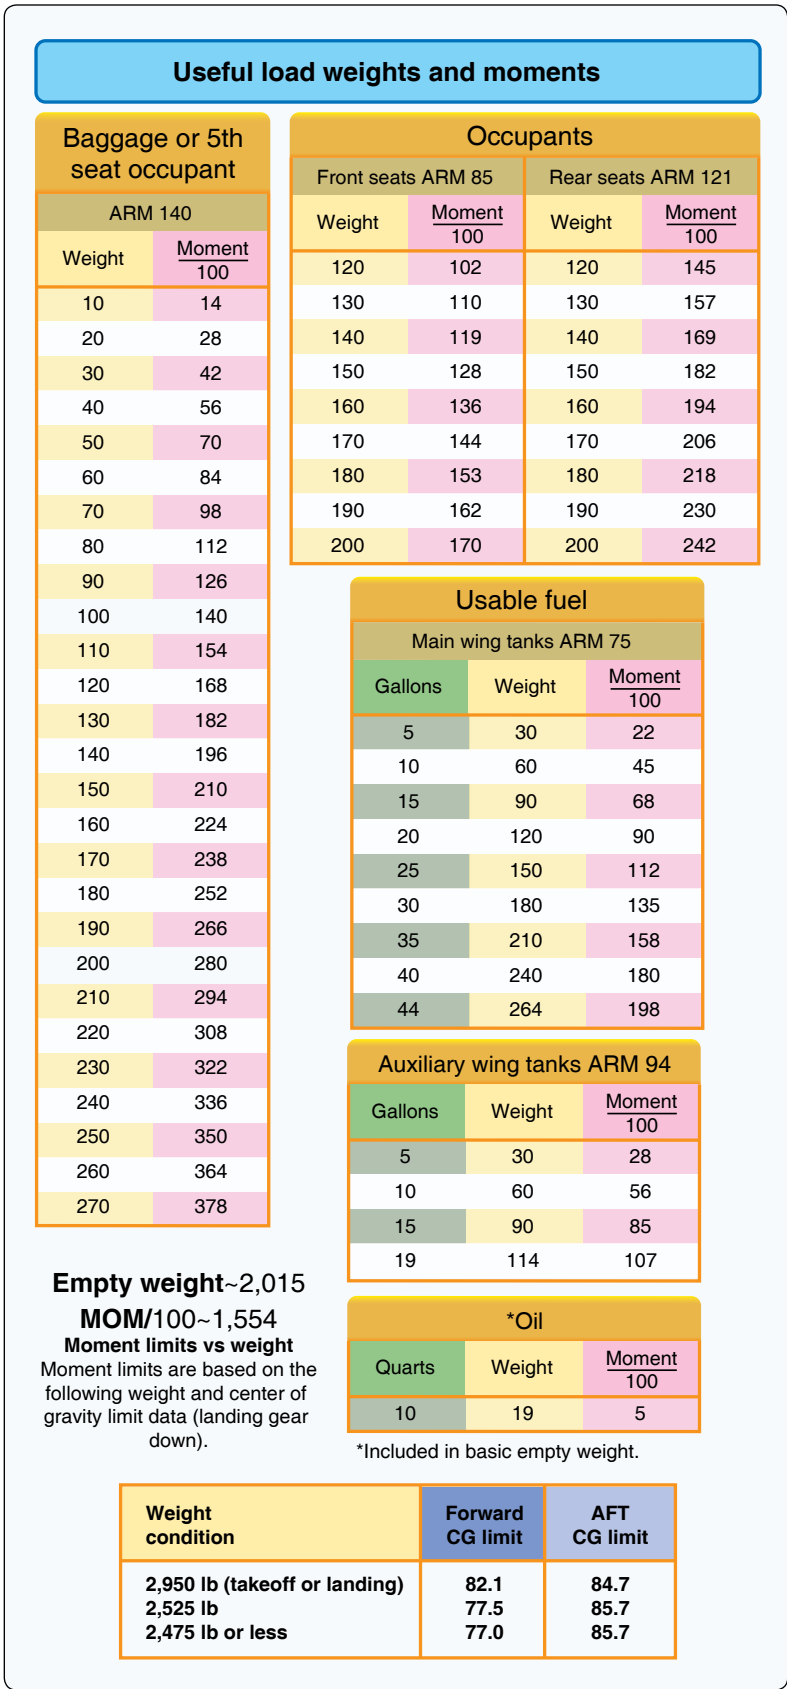 Useful load weights and moments
Baggage or 5th
seat occupant
ARM 140
Weight Moment
100
10 14
20 28
30 42
40 56
50 70
60 84
70 98
80 112
90 126
100 140
110 154
120 168
130 182
140 196
150 210
160 224
170 238
180 252
190 266
200 280
210 294
220 308
230 322
240 336
250 350
260 364
270 378
Occupants
Front seats ARM 85 Rear seats ARM 121
Weight Moment Weight Moment
100 100
120 102 120 145
130 110 130 157
140 119 140 169
150 128 150 182
160 136 160 194
170 144 170 206
180 153 180 218
190 162 190 230
200 170 200 242
Usable fuel
Main wing tanks ARM 75
Gallons Weight Moment
100
5 30 22
10 60 45
15 90 68
20 120 90
25 150 112
30 180 135
35 210 158
40 240 180
44 264 198
Auxiliary wing tanks ARM 94
Gallons Weight Moment
100
5 30 28
10 60 56
15 90 85
19 114 107
*Oil
Quarts Weight Moment
100
10 19 5
*Included in basic empty weight.
Empty weight~2,015
MOM/100~1,554
Moment limits vs weight
Moment limits are based on the
following weight and center of
gravity limit data (landing gear
down).
Weight Forward AFT
condition CG limit CG limit
2,950 lb (takeoff or landing) 82.1 84.7
2,525 lb 77.5 85.7
2,475 lb or less 77.0 85.7